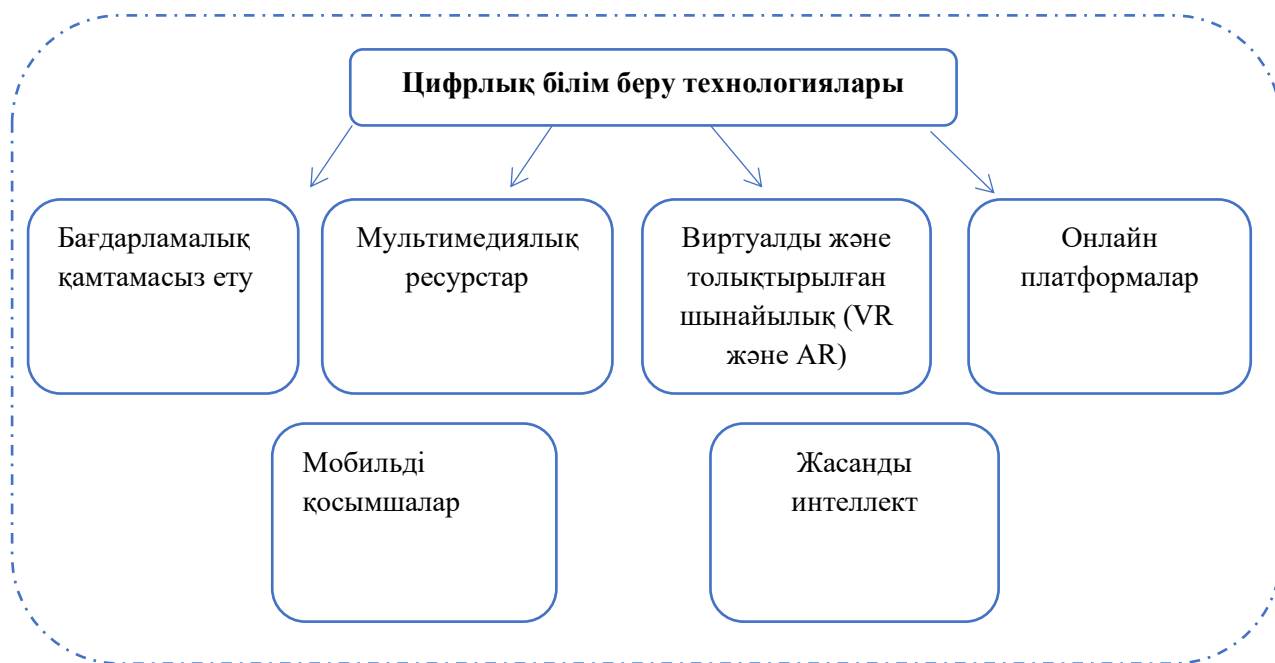 Цифрлық білім беру технологиялары
Бағдарламалық
қамтамасыз ету
Мультимедиялық
ресурстар
Виртуалды және
толықтырылған
шынайылық (VR
және AR)
Онлайн
платформалар
Мобильді
қосымшалар
Жасанды
интеллект